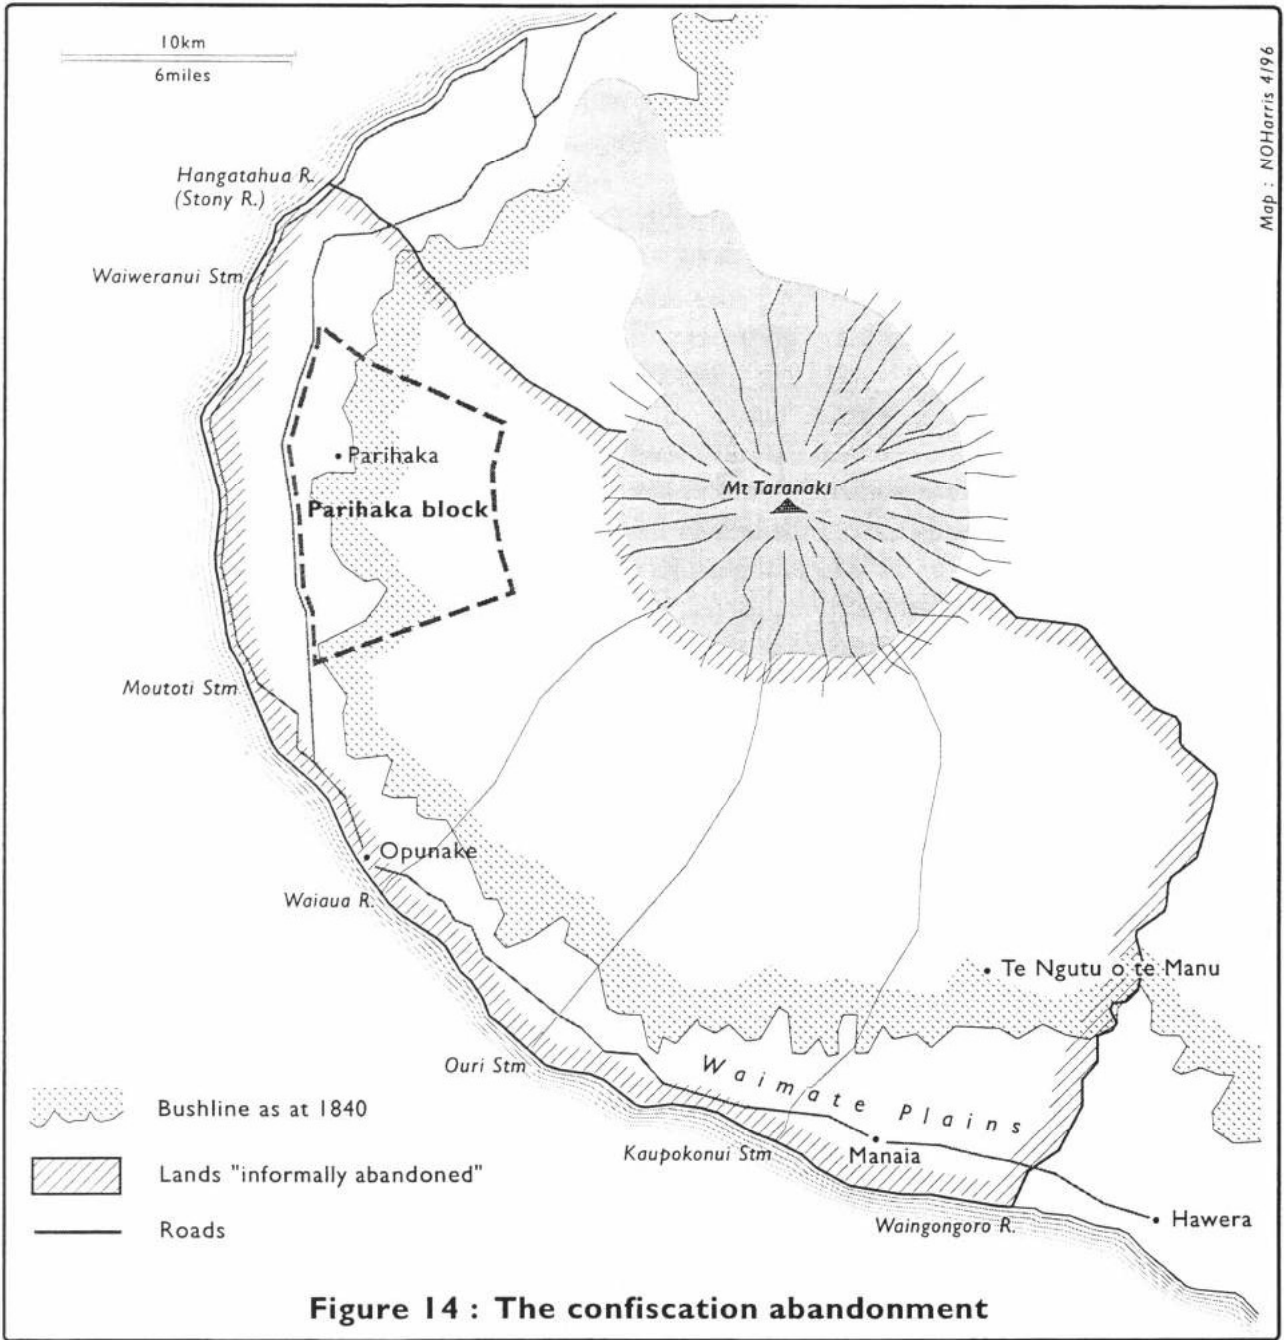 10km
6miles
Map : NOHarris 4/96
Hangatahua R.
(Stony R.)
Waiweranui Stm
Parihaka
Parihaka block
Mt Taranaki
Moutoti Stm
Opunake
Waiaua R.
Te Ngutu o te Manu
Ouri Stm
Waimate Plains
Kaupokonui Stm
Manaia
Waingongoro R.
Hawera
Bushline as at 1840
Lands "informally abandoned"
Roads
Figure 14 : The confiscation abandonment